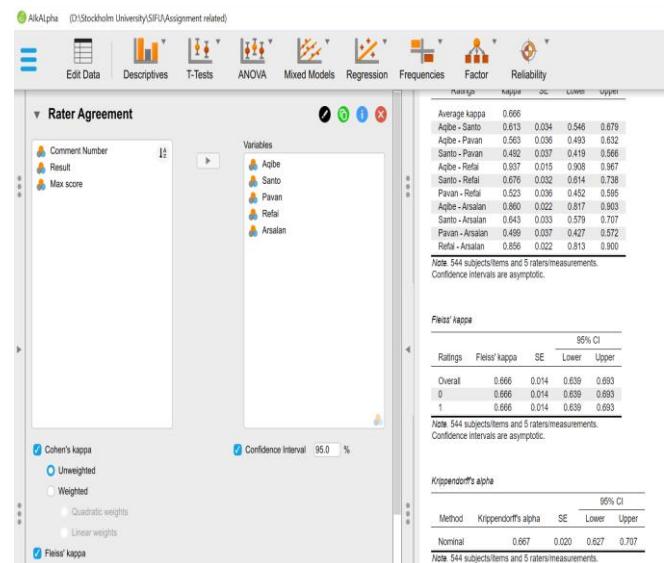 AlkALpha (D:\Stockholm University\SIFU\Assignment related)
Edit Data Descriptives T-Tests ANOVA Mixed Models Regression Frequencies Factor Reliability
Rater Agreement
Comment Number
Result
Max score
Variables
Aqibe
Santo
Pavan
Refai
Arsalan
Cohen's kappa
Unweighted
Weighted
Quadratic weights
Linear weights
Fleiss' kappa
Confidence Interval 95.0 %
Ratings kappa SE Lower Upper
Average kappa 0.666
Aqibe - Santo 0.613 0.034 0.546 0.679
Aqibe - Pavan 0.563 0.036 0.493 0.632
Santo - Pavan 0.492 0.037 0.419 0.566
Aqibe - Refai 0.937 0.015 0.908 0.967
Santo - Refai 0.676 0.032 0.614 0.738
Pavan - Refai 0.523 0.036 0.452 0.595
Aqibe - Arsalan 0.860 0.022 0.817 0.903
Santo - Arsalan 0.643 0.033 0.579 0.707
Pavan - Arsalan 0.499 0.037 0.427 0.572
Refai - Arsalan 0.856 0.022 0.813 0.900
Note. 544 subjects/items and 5 raters/measurements.
Confidence intervals are asymptotic.
Fleiss' kappa
95% CI
Ratings Fleiss' kappa SE Lower Upper
Overall 0.666 0.014 0.639 0.693
0 0.666 0.014 0.639 0.693
1 0.666 0.014 0.639 0.693
Note. 544 subjects/items and 5 raters/measurements.
Confidence intervals are asymptotic.
Krippendorff's alpha
95% CI
Method Krippendorff's alpha SE Lower Upper
Nominal 0.667 0.020 0.627 0.707
Note. 544 subjects/items and 5 raters/measurements.